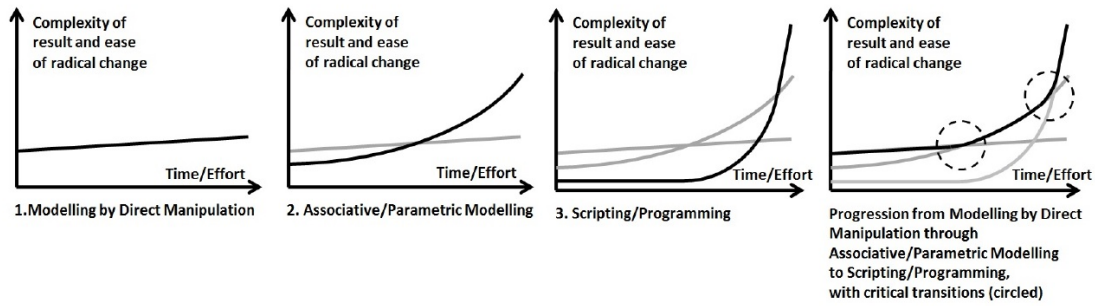 Complexity of
result and ease
of radical change
Time/Effort
1.Modelling by Direct Manipulation
Complexity of
result and ease
of radical change
Time/Effort
2. Associative/Parametric Modelling
Complexity of
result and ease
of radical change
Time/Effort
3. Scripting/Programming
Complexity of
result and ease
of radical change
Time/Effort
Progression from Modelling by Direct
Manipulation through
Associative/Parametric Modelling
to Scripting/Programming,
with critical transitions (circled)